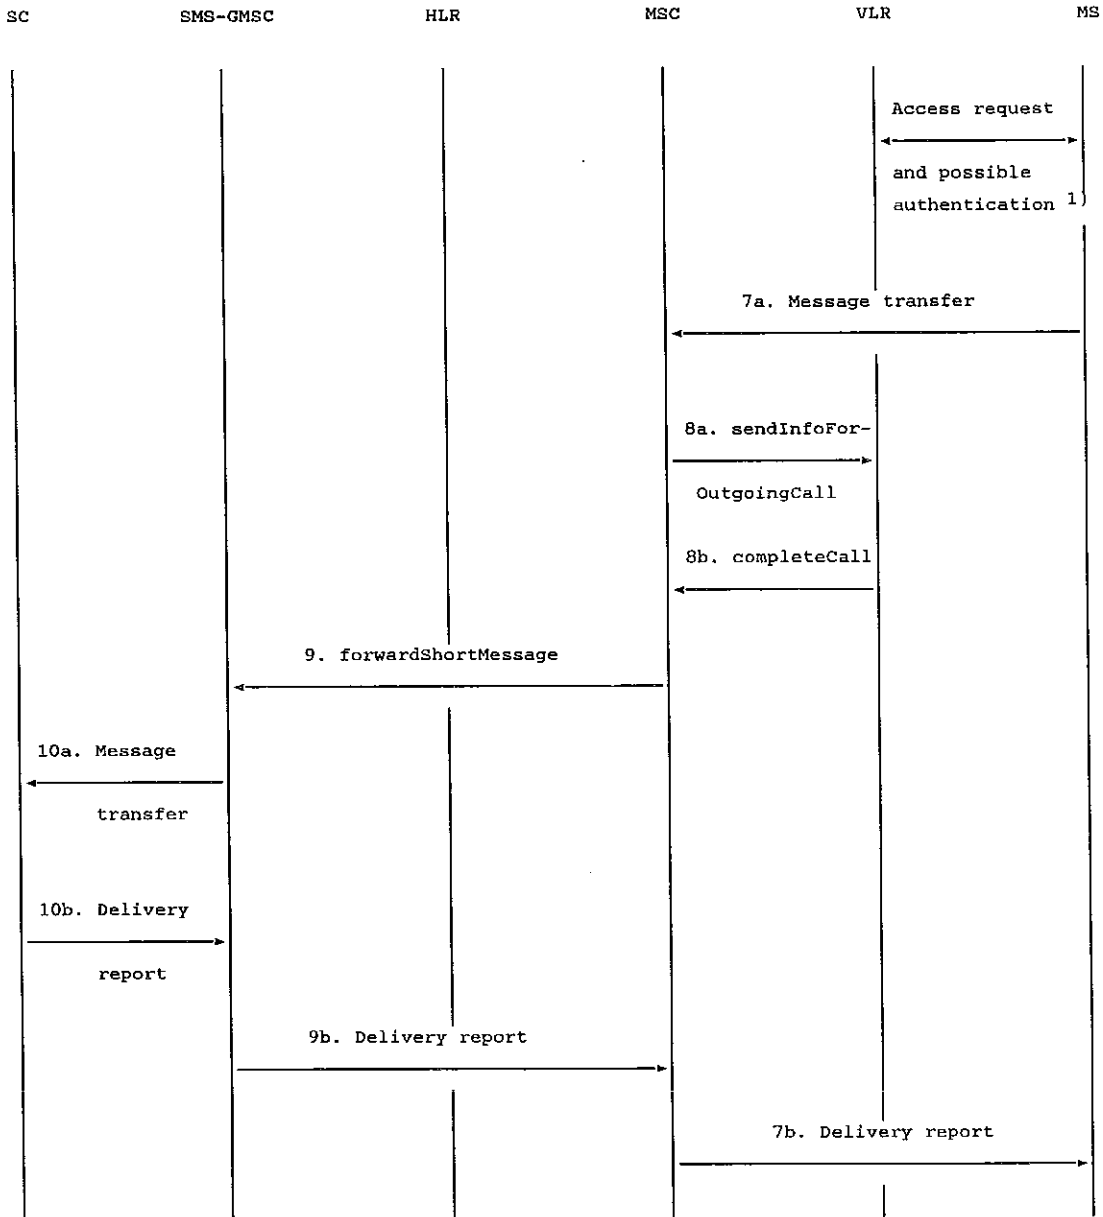 SC SMS-GMSC HLR MSC VLR MS
Access request
and possible
authentication 1)
7a. Message transfer
8a. sendInfoFor-
OutgoingCall
8b. completeCall
9. forwardShortMessage
10a. Message
transfer
10b. Delivery
report
9b. Delivery report
7b. Delivery report